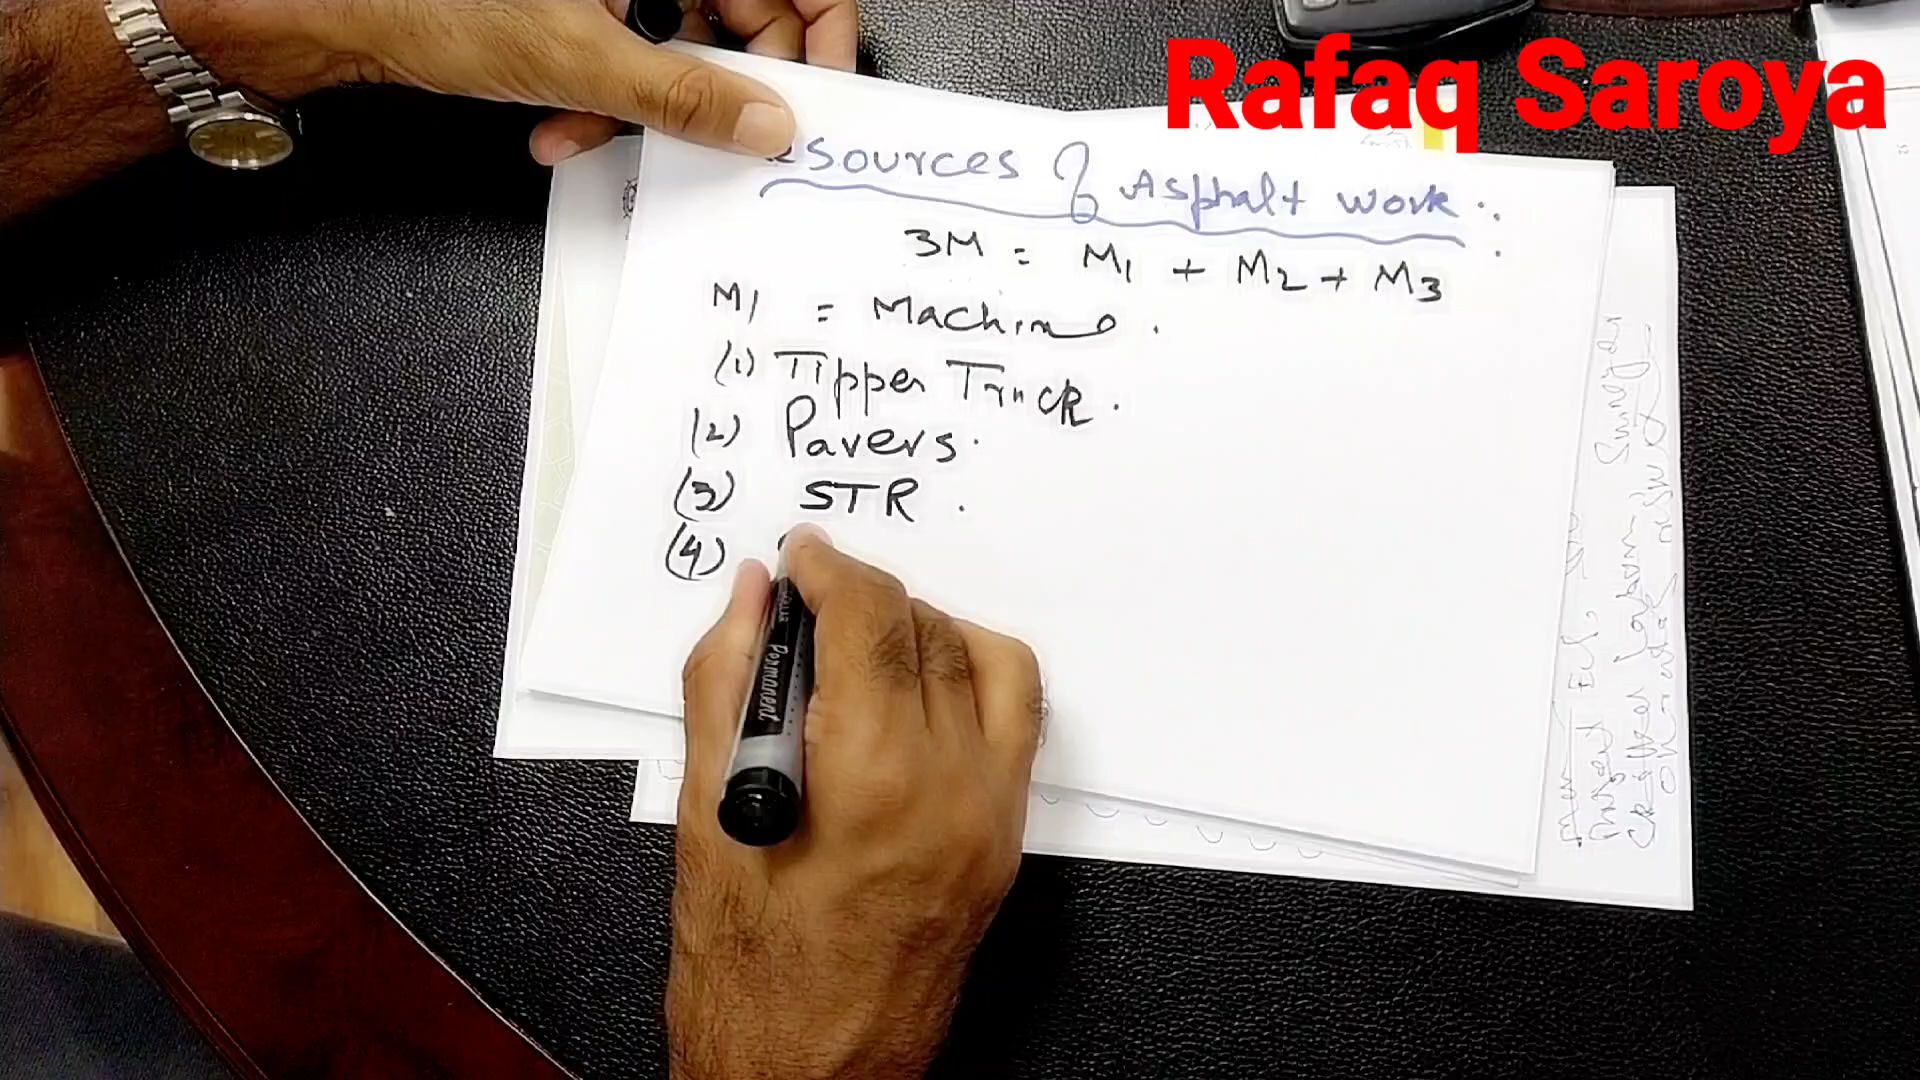 Rafaq Saroya
esources of Asphalt work.
3M = M1 + M2 + M3
M1 = Machine.
(1) Tipper Truck.
(2) Pavers.
(3) STR.
(4)
Permanent